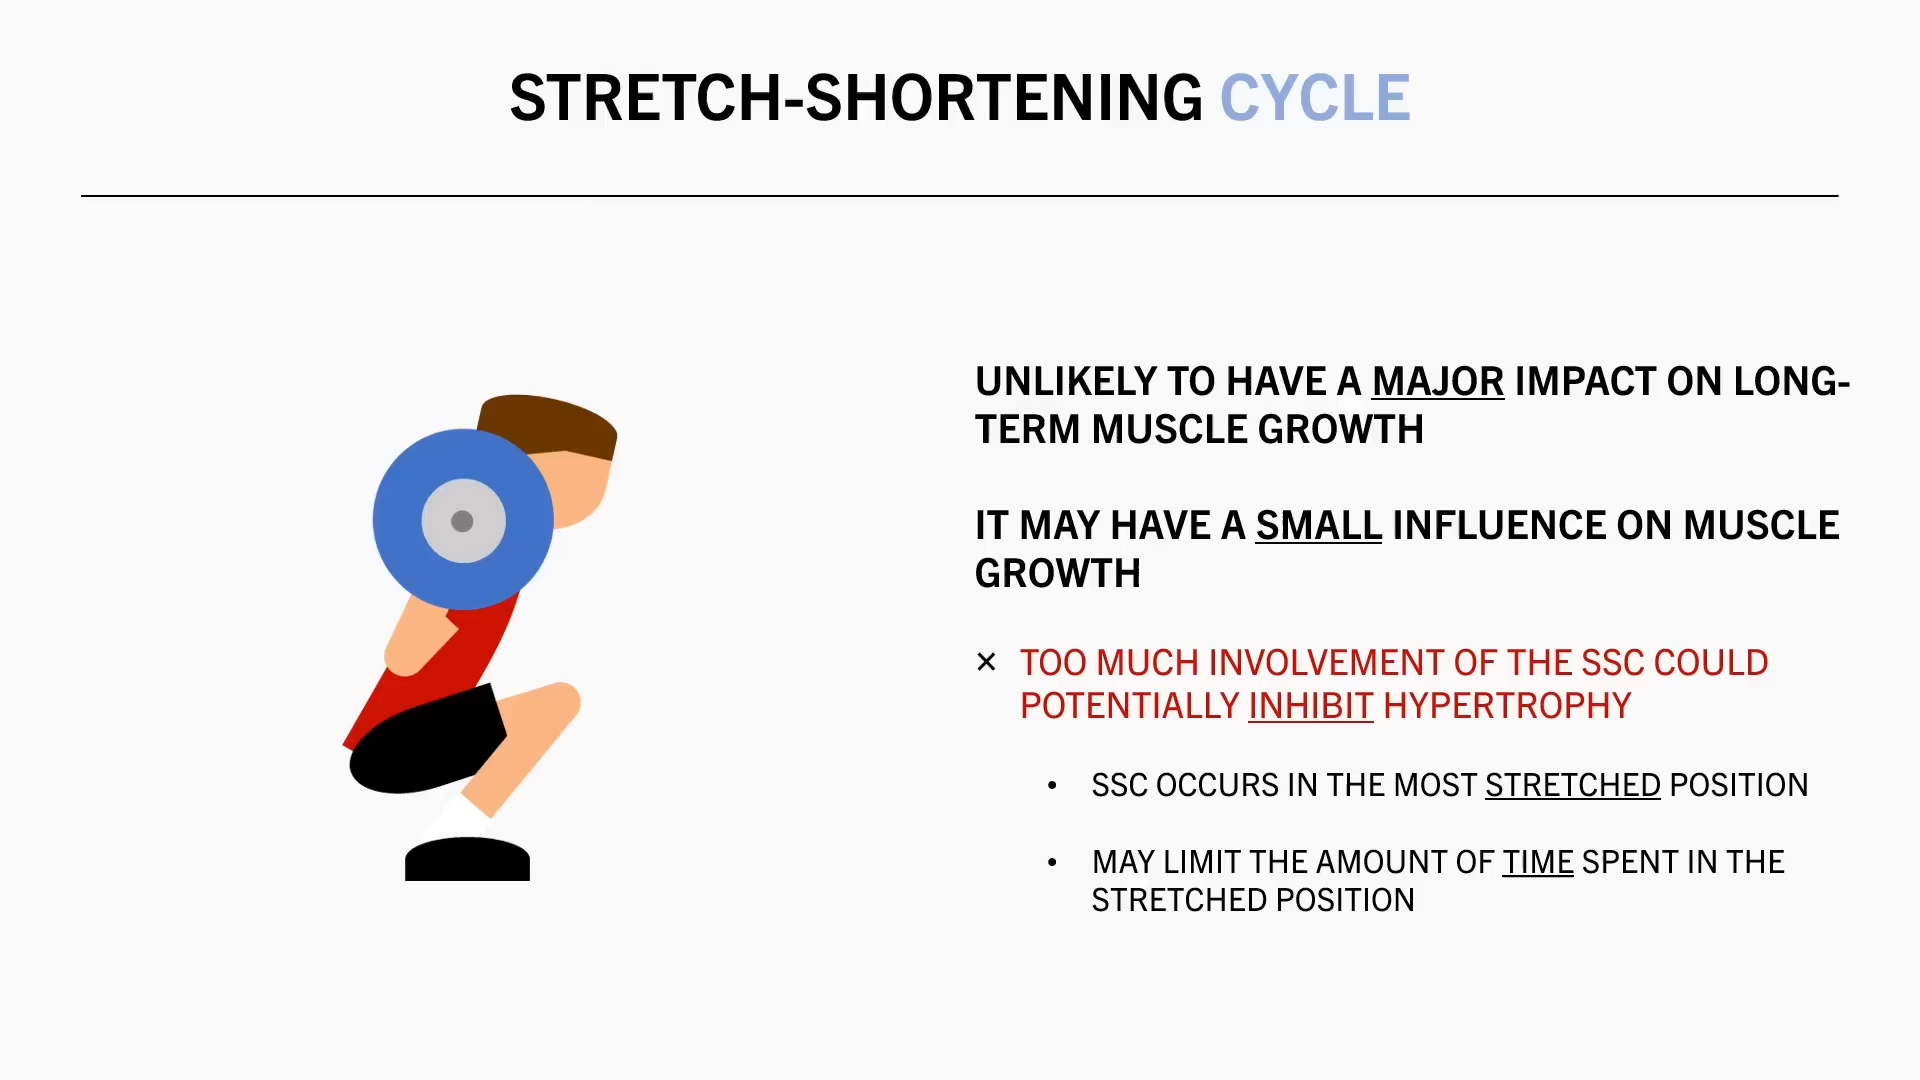 STRETCH-SHORTENING CYCLE
UNLIKELY TO HAVE A MAJOR IMPACT ON LONG-
TERM MUSCLE GROWTH
IT MAY HAVE A SMALL INFLUENCE ON MUSCLE
GROWTH
× TOO MUCH INVOLVEMENT OF THE SSC COULD
POTENTIALLY INHIBIT HYPERTROPHY
• SSC OCCURS IN THE MOST STRETCHED POSITION
• MAY LIMIT THE AMOUNT OF TIME SPENT IN THE
STRETCHED POSITION